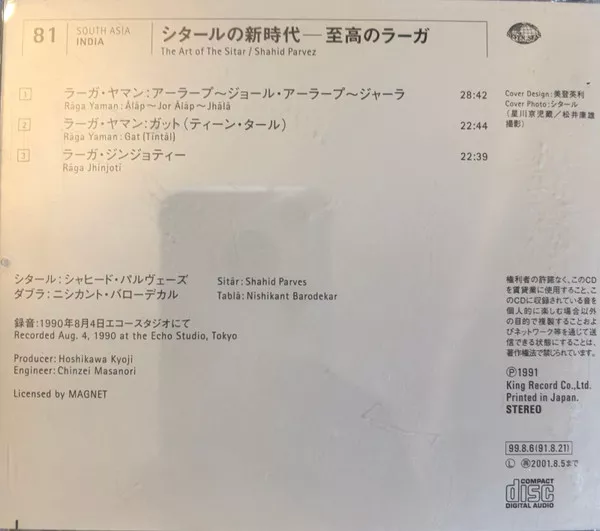 81
SOUTH ASIA
INDIA
シタールの新時代―至高のラーガ
The Art of The Sitar / Shahid Parvez
1 ラーガ・ヤマン:アーラープ〜ジョール・アーラープ〜ジャーラ 28:42
Rāga Yaman : Ālāp〜Jor Ālāp〜Jhālā
2 ラーガ・ヤマン:ガット(ティーン・タール) 22:44
Rāga Yaman : Gat (Tīntāl)
3 ラーガ・ジンジョティー 22:39
Rāga Jhinjotī
シタール:シャヒード・パルヴェーズ Sitār : Shahid Parves
タブラ:ニシカント・バローデカル Tablā : Nishikant Barodekar
録音:1990年8月4日エコースタジオにて
Recorded Aug. 4, 1990 at the Echo Studio, Tokyo
Producer: Hoshikawa Kyoji
Engineer: Chinzei Masanori
Licensed by MAGNET
Cover Design : 美登英利
Cover Photo : シタール
(星川京児蔵/松井康雄
撮影)
権利者の許諾なく、このCD
を賃貸業に使用すること、こ
のCDに収録されている音を
個人的に楽しむ場合以外
の目的で複製することおよ
びネットワーク等を通じて送
信できる状態にすることは、
著作権法で禁じられています。
Ⓟ1991
King Record Co.,Ltd.
Printed in Japan.
STEREO
99.8.6(91.8.21)
Ⓛ 2001.8.5まで
COMPACT
disc
DIGITAL AUDIO